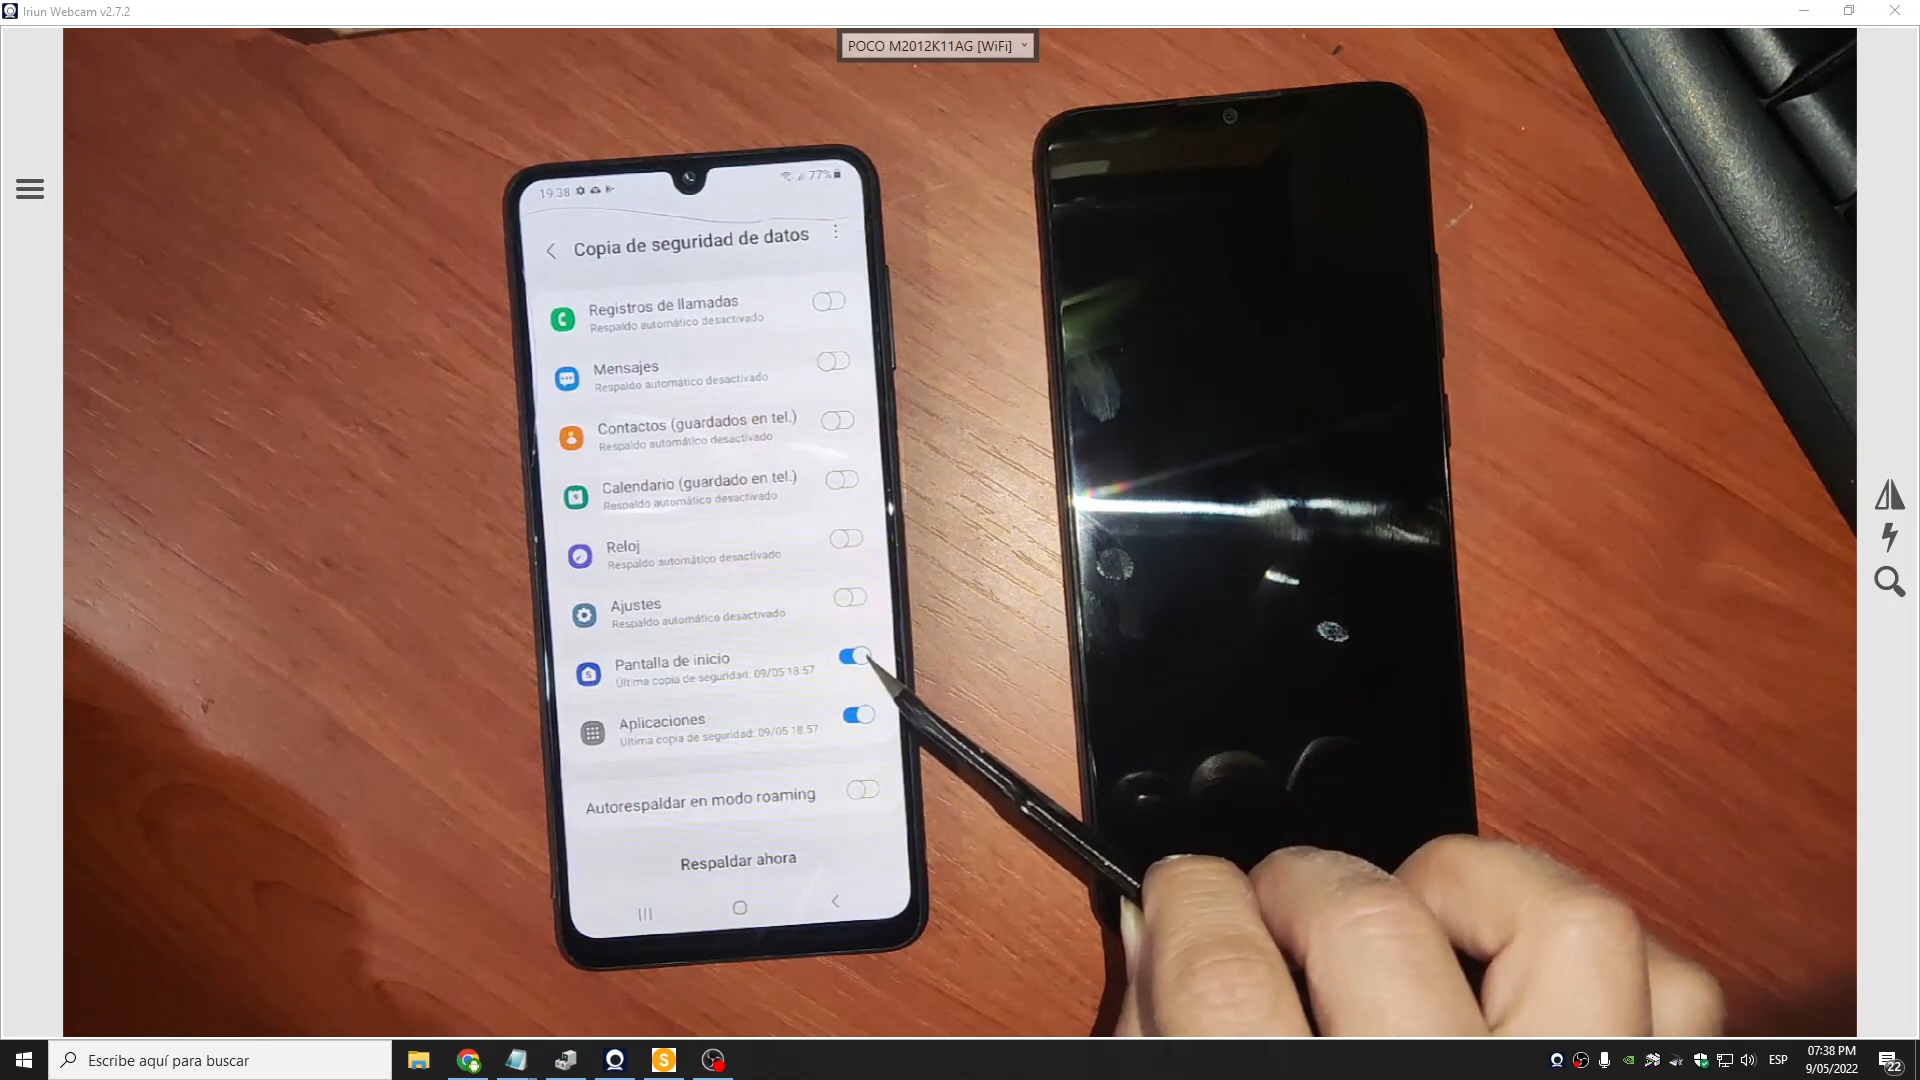 Iriun Webcam v2.7.2
POCO M2012K11AG [WiFi]
19:38
77%
Copia de seguridad de datos
Registros de llamadas
Respaldo automático desactivado
Mensajes
Respaldo automático desactivado
Contactos (guardados en tel.)
Respaldo automático desactivado
Calendario (guardado en tel.)
Respaldo automático desactivado
Reloj
Respaldo automático desactivado
Ajustes
Respaldo automático desactivado
Pantalla de inicio
Última copia de seguridad: 09/05 18:57
Aplicaciones
Última copia de seguridad: 09/05 18:57
Autorespaldar en modo roaming
Respaldar ahora
Escribe aquí para buscar
S
ESP
07:38 PM
9/05/2022
22